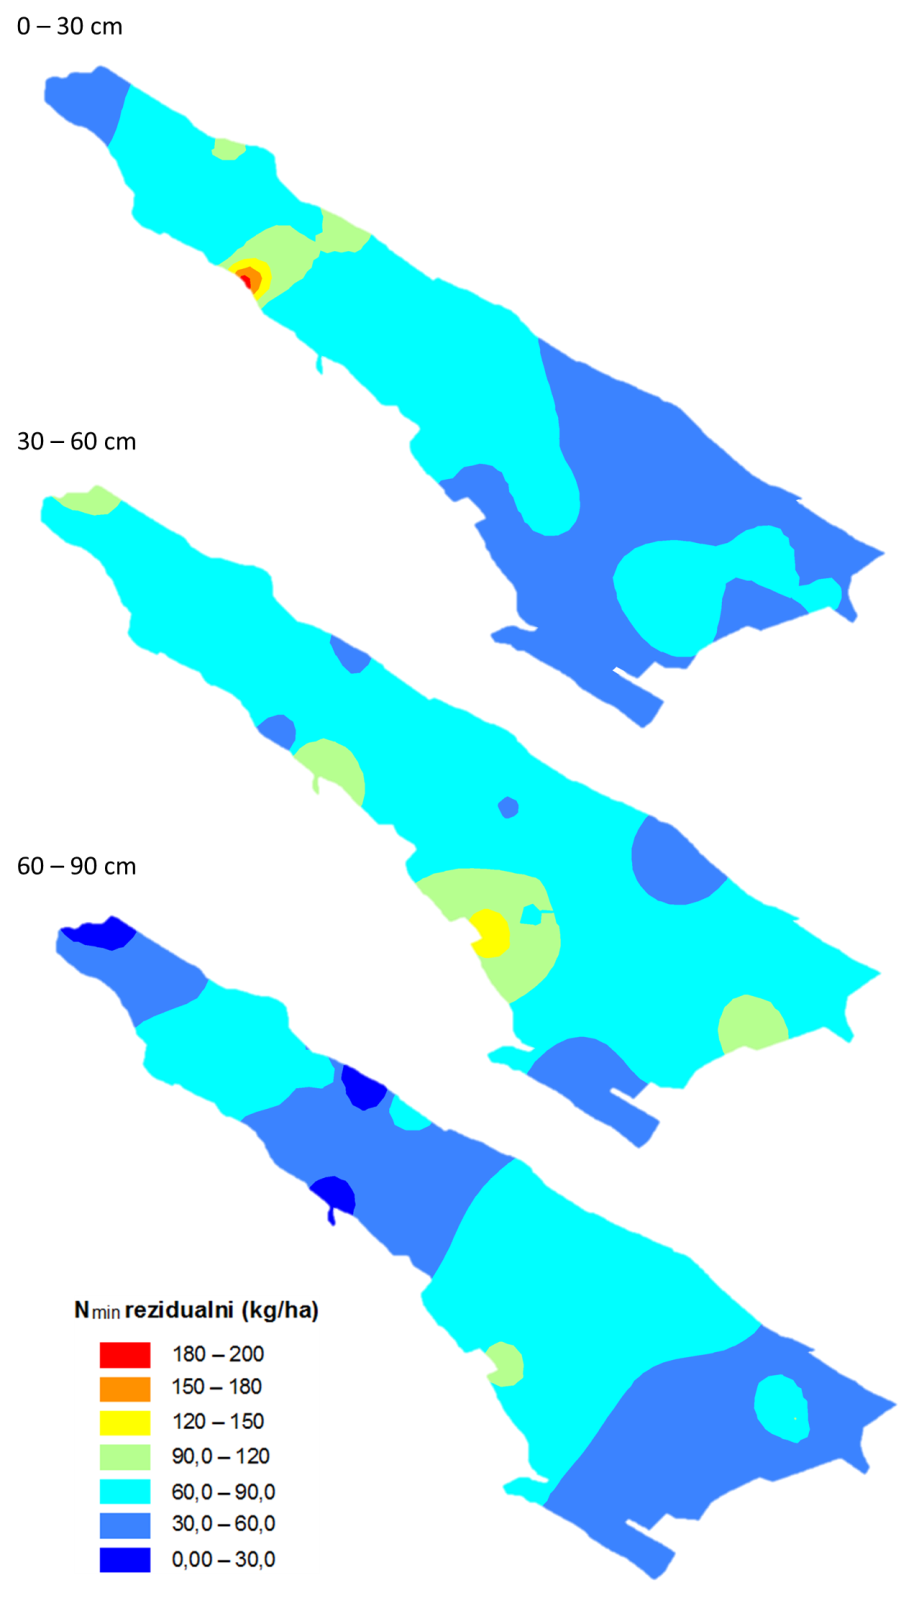 0 – 30 cm
30 – 60 cm
60 – 90 cm
Nmin rezidualni (kg/ha)
180 – 200
150 – 180
120 – 150
90,0 – 120
60,0 – 90,0
30,0 – 60,0
0,00 – 30,0